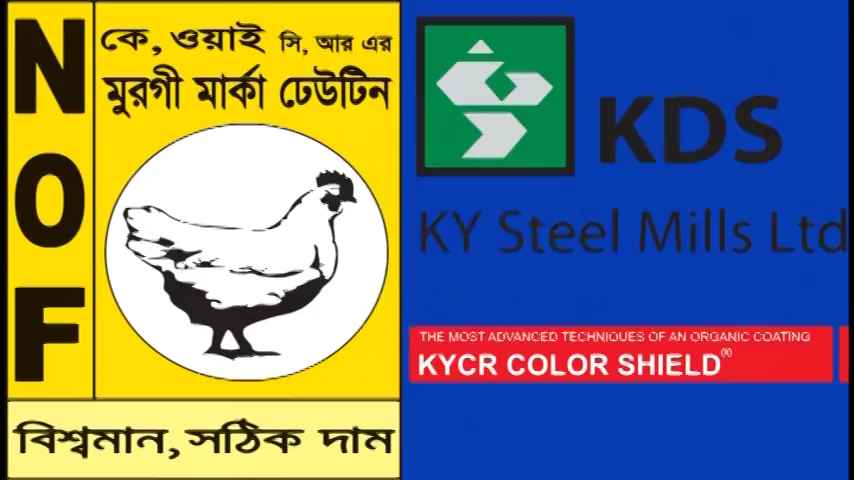 NOF
কে, ওয়াই সি, আর এর
মুরগী মার্কা ঢেউটিন
বিশ্বমান, সঠিক দাম
KDS
KY Steel Mills Ltd
THE MOST ADVANCED TECHNIQUES OF AN ORGANIC COATING
KYCR COLOR SHIELD